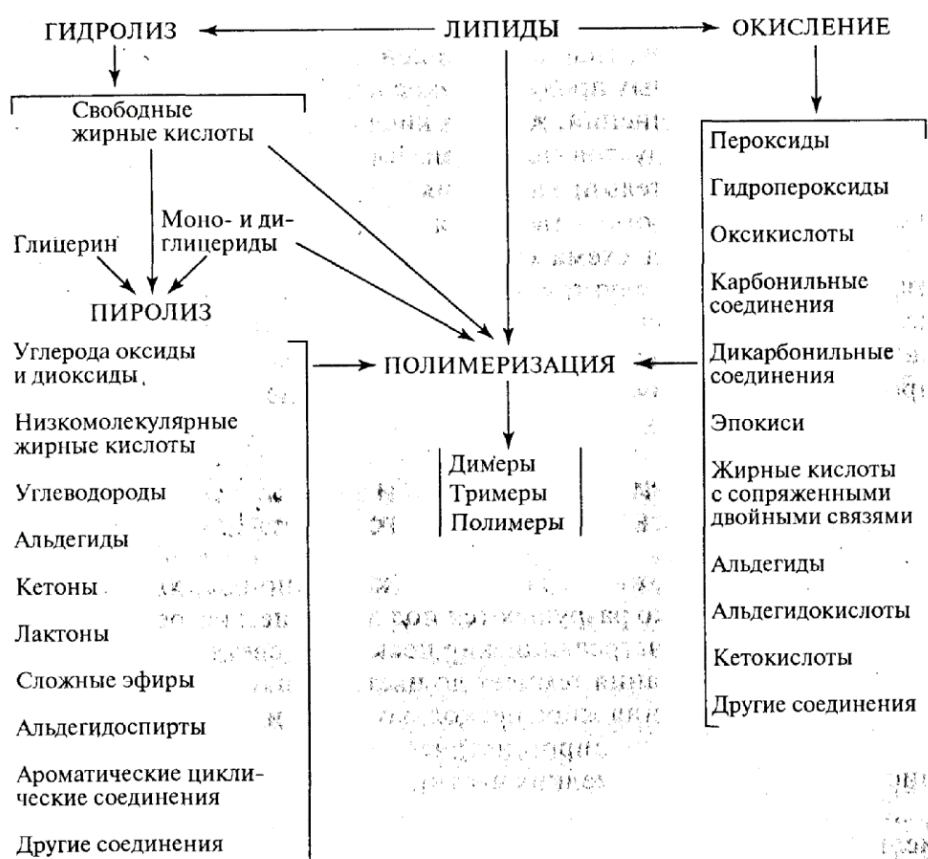 ГИДРОЛИЗ
ЛИПИДЫ
ОКИСЛЕНИЕ
Свободные
жирные кислоты
Моно- и ди-
глицериды
Глицерин
ПИРОЛИЗ
Углерода оксиды
и диоксиды
Низкомолекулярные
жирные кислоты
Углеводороды
Альдегиды
Кетоны
Лактоны
Сложные эфиры
Альдегидоспирты
Ароматические цикли-
ческие соединения
Другие соединения
ПОЛИМЕРИЗАЦИЯ
Димеры
Тримеры
Полимеры
Пероксиды
Гидропероксиды
Оксикислоты
Карбонильные
соединения
Дикарбонильные
соединения
Эпокиси
Жирные кислоты
с сопряженными
двойными связями
Альдегиды
Альдегидокислоты
Кетокислоты
Другие соединения